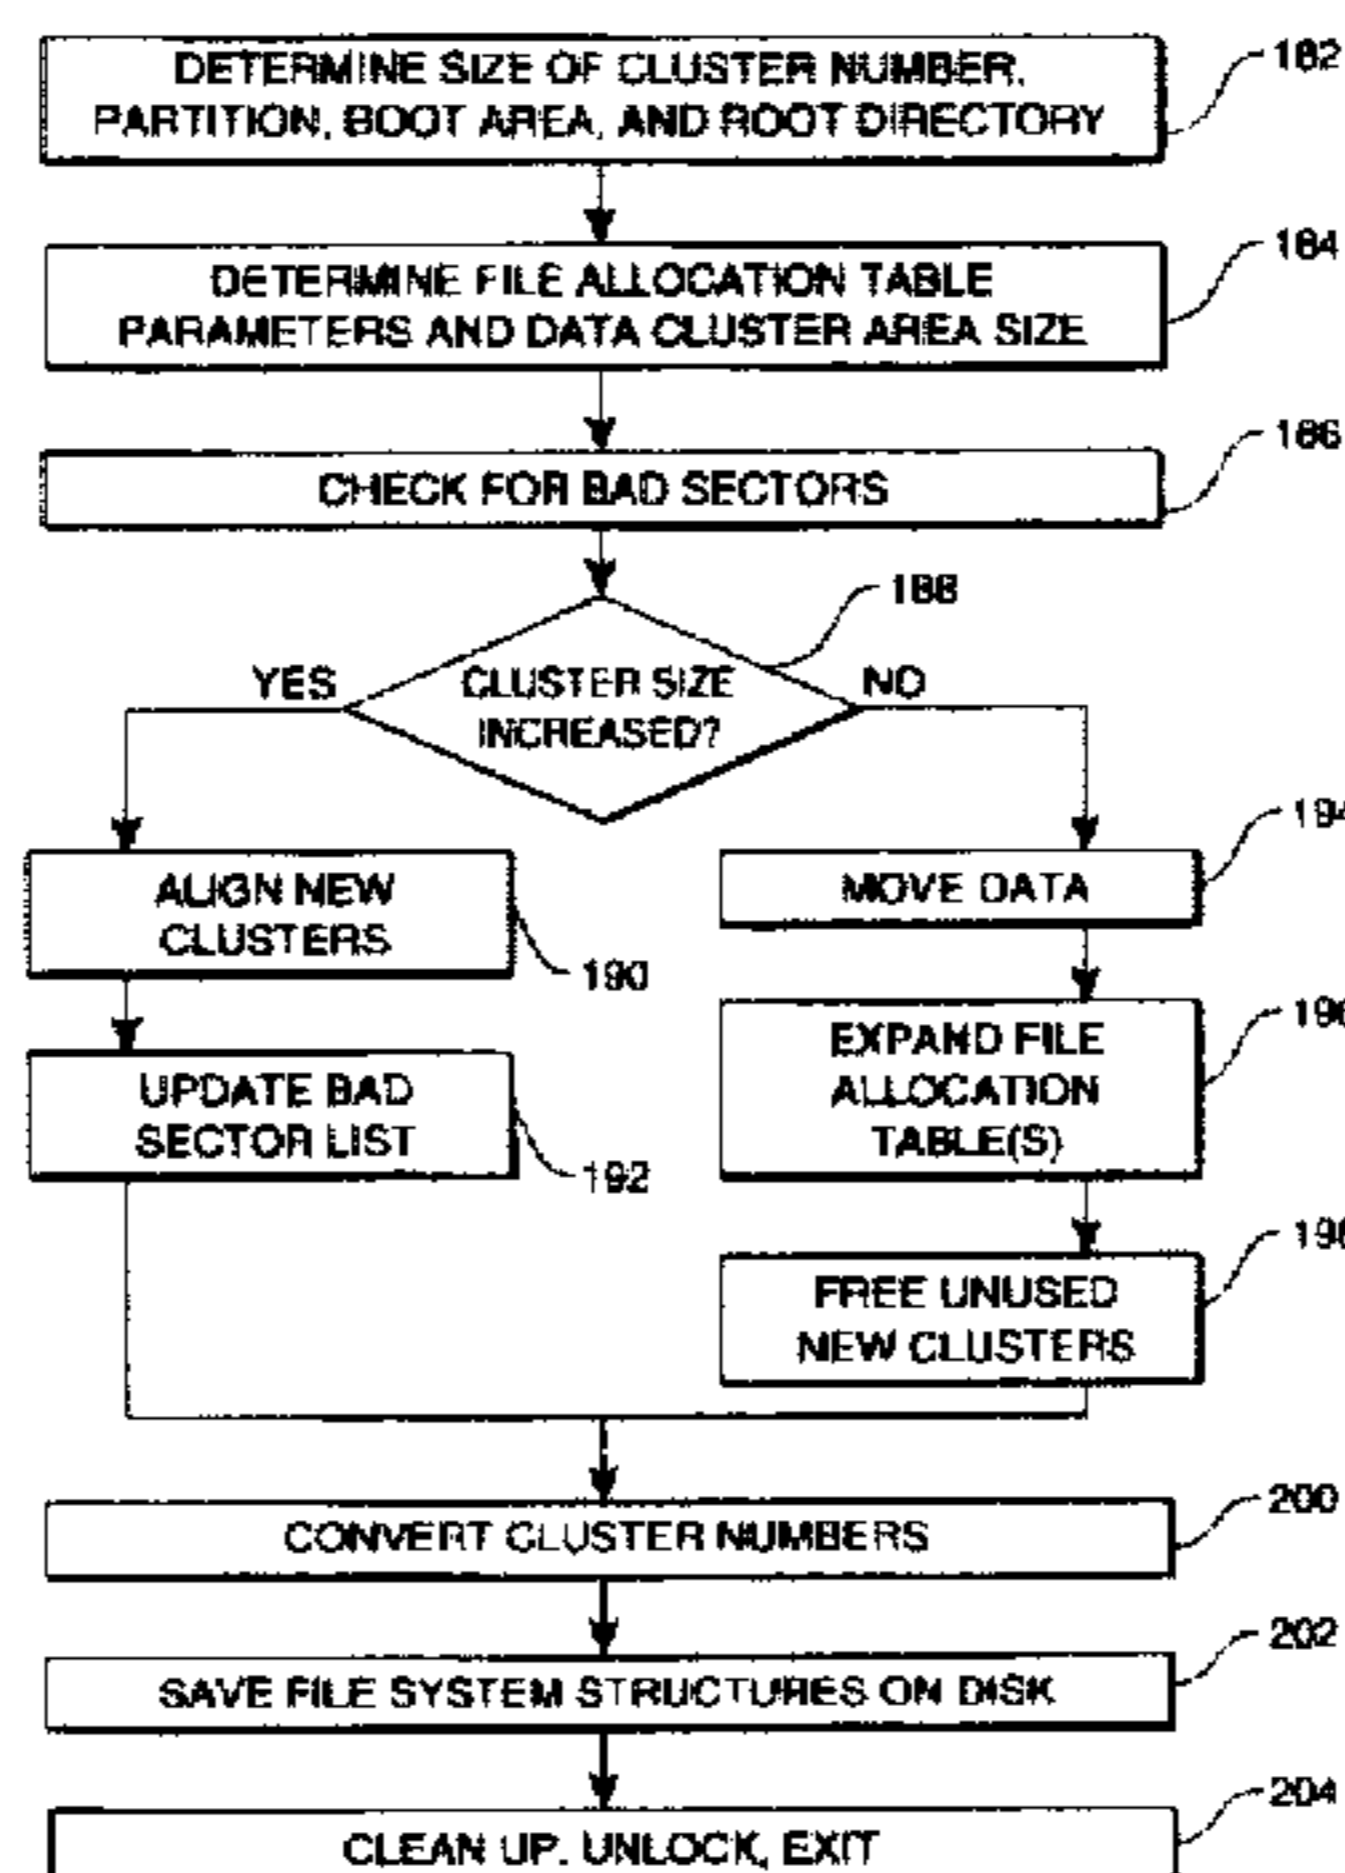 DETERMINE SIZE OF CLUSTER NUMBER,
PARTITION, BOOT AREA, AND ROOT DIRECTORY
182
DETERMINE FILE ALLOCATION TABLE
PARAMETERS AND DATA CLUSTER AREA SIZE
184
CHECK FOR BAD SECTORS
186
188
YES
CLUSTER SIZE
INCREASED?
NO
ALIGN NEW
CLUSTERS
190
MOVE DATA
194
UPDATE BAD
SECTOR LIST
192
EXPAND FILE
ALLOCATION
TABLE(S)
196
FREE UNUSED
NEW CLUSTERS
198
CONVERT CLUSTER NUMBERS
200
SAVE FILE SYSTEM STRUCTURES ON DISK
202
CLEAN UP, UNLOCK, EXIT
204